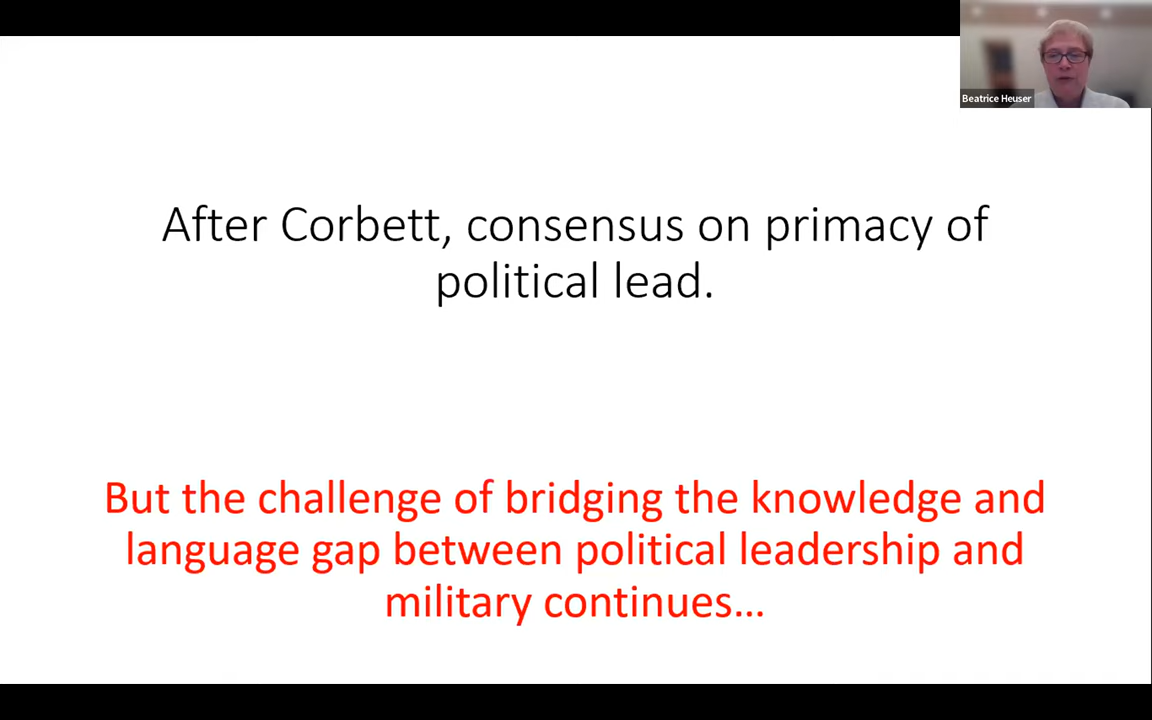 Beatrice Heuser
After Corbett, consensus on primacy of
political lead.
But the challenge of bridging the knowledge and
language gap between political leadership and
military continues...